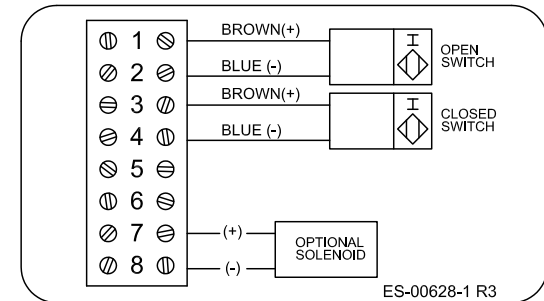 1 BROWN(+)
2 BLUE (-)
OPEN
SWITCH
3 BROWN(+)
4 BLUE (-)
CLOSED
SWITCH
5
6
7 (+)
8 (-)
OPTIONAL
SOLENOID
ES-00628-1 R3